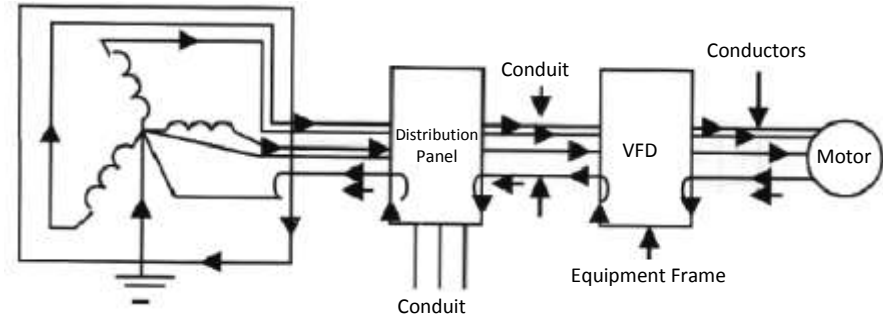 Conductors
Conduit
Distribution
Panel
VFD
Motor
Equipment Frame
Conduit